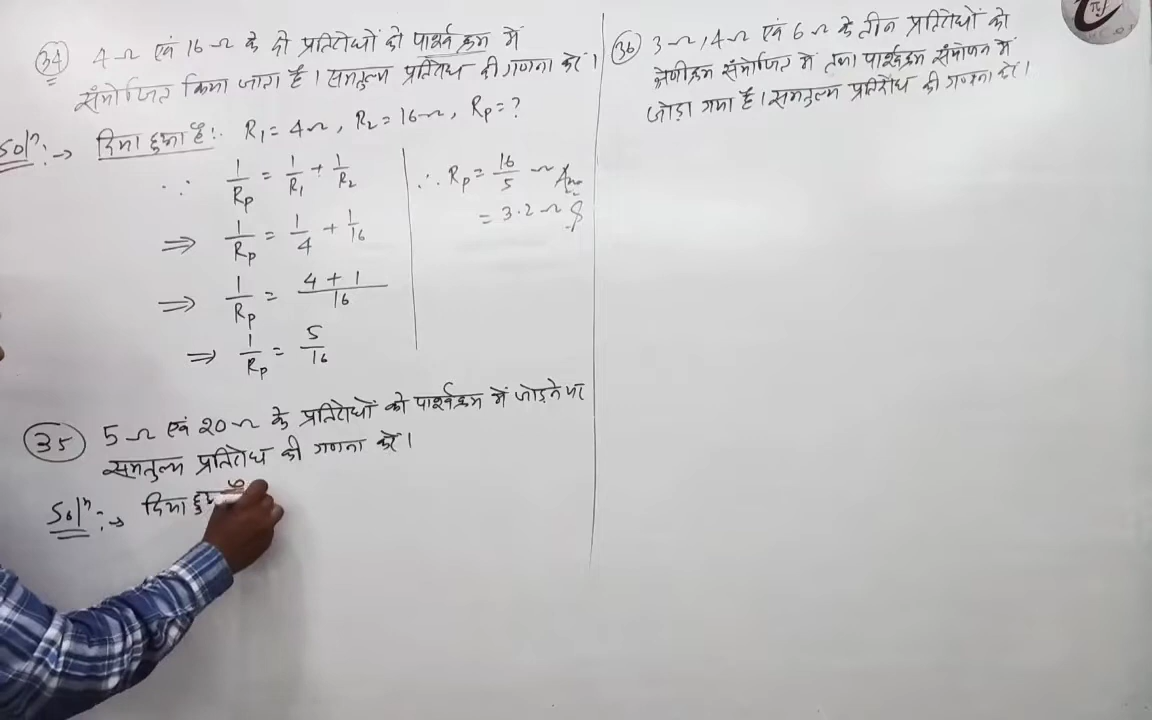 34) 4Ω एवं 16Ω के दो प्रतिरोधों को पार्श्वक्रम में
संयोजित किया जाता है। समतुल्य प्रतिरोध की गणना करें।
Solⁿ:→ दिया हुआ है:- R₁ = 4Ω, R₂ = 16Ω, Rp = ?
∵ 1/Rp = 1/R₁ + 1/R₂
⇒ 1/Rp = 1/4 + 1/16
⇒ 1/Rp = 4 + 1/16
⇒ 1/Rp = 5/16
∴ Rp = 16/5 Ω Ans
= 3.2Ω
35) 5Ω एवं 20Ω के प्रतिरोधों को पार्श्वक्रम में जोड़ने पर
समतुल्य प्रतिरोध की गणना करें।
Solⁿ:→ दिया हुआ
36) 3Ω, 4Ω एवं 6Ω के तीन प्रतिरोधों को
श्रेणीक्रम संयोजित में तथा पार्श्वक्रम संयोजन में
जोड़ा गया है। समतुल्य प्रतिरोध की गणना करें।